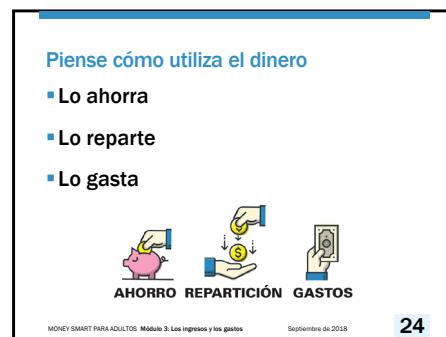 Piense cómo utiliza el dinero
▪ Lo ahorra
▪ Lo reparte
▪ Lo gasta
$
$
AHORRO REPARTICIÓN GASTOS
MONEY SMART PARA ADULTOS Módulo 3: Los ingresos y los gastos Septiembre de 2018 24